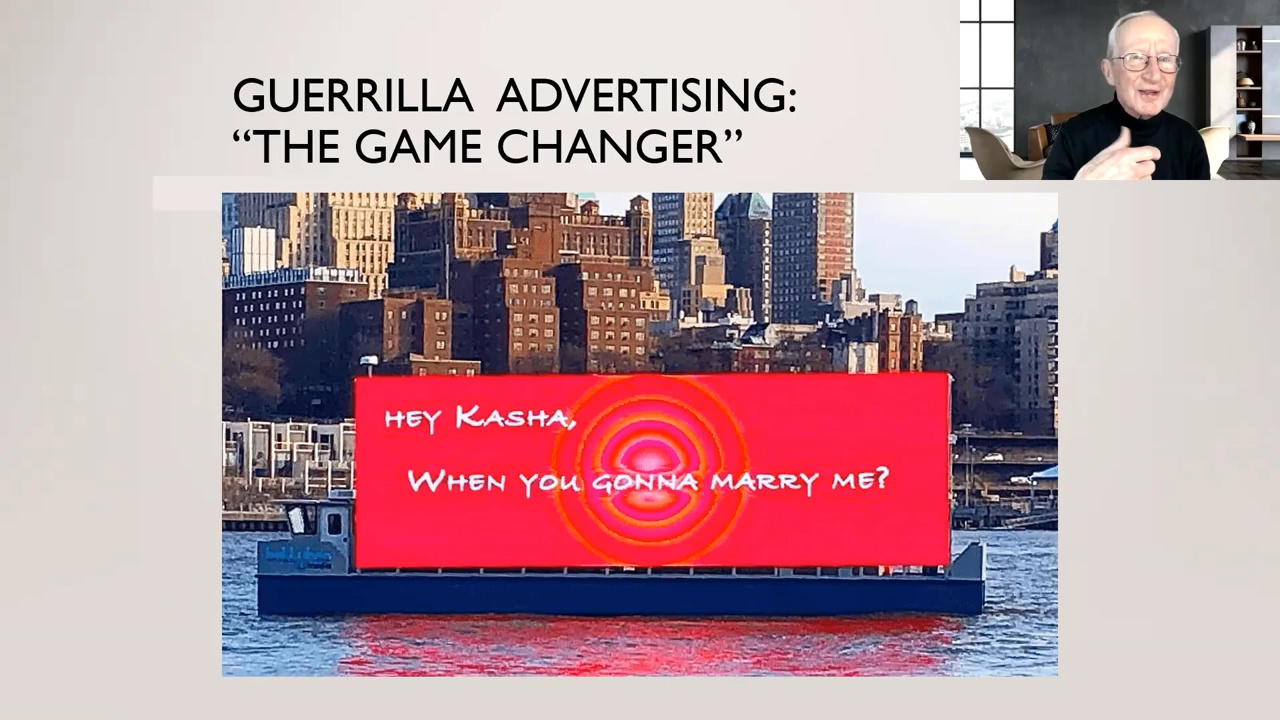 GUERRILLA ADVERTISING:
“THE GAME CHANGER”
HEY KASHA,
WHEN YOU GONNA MARRY ME?